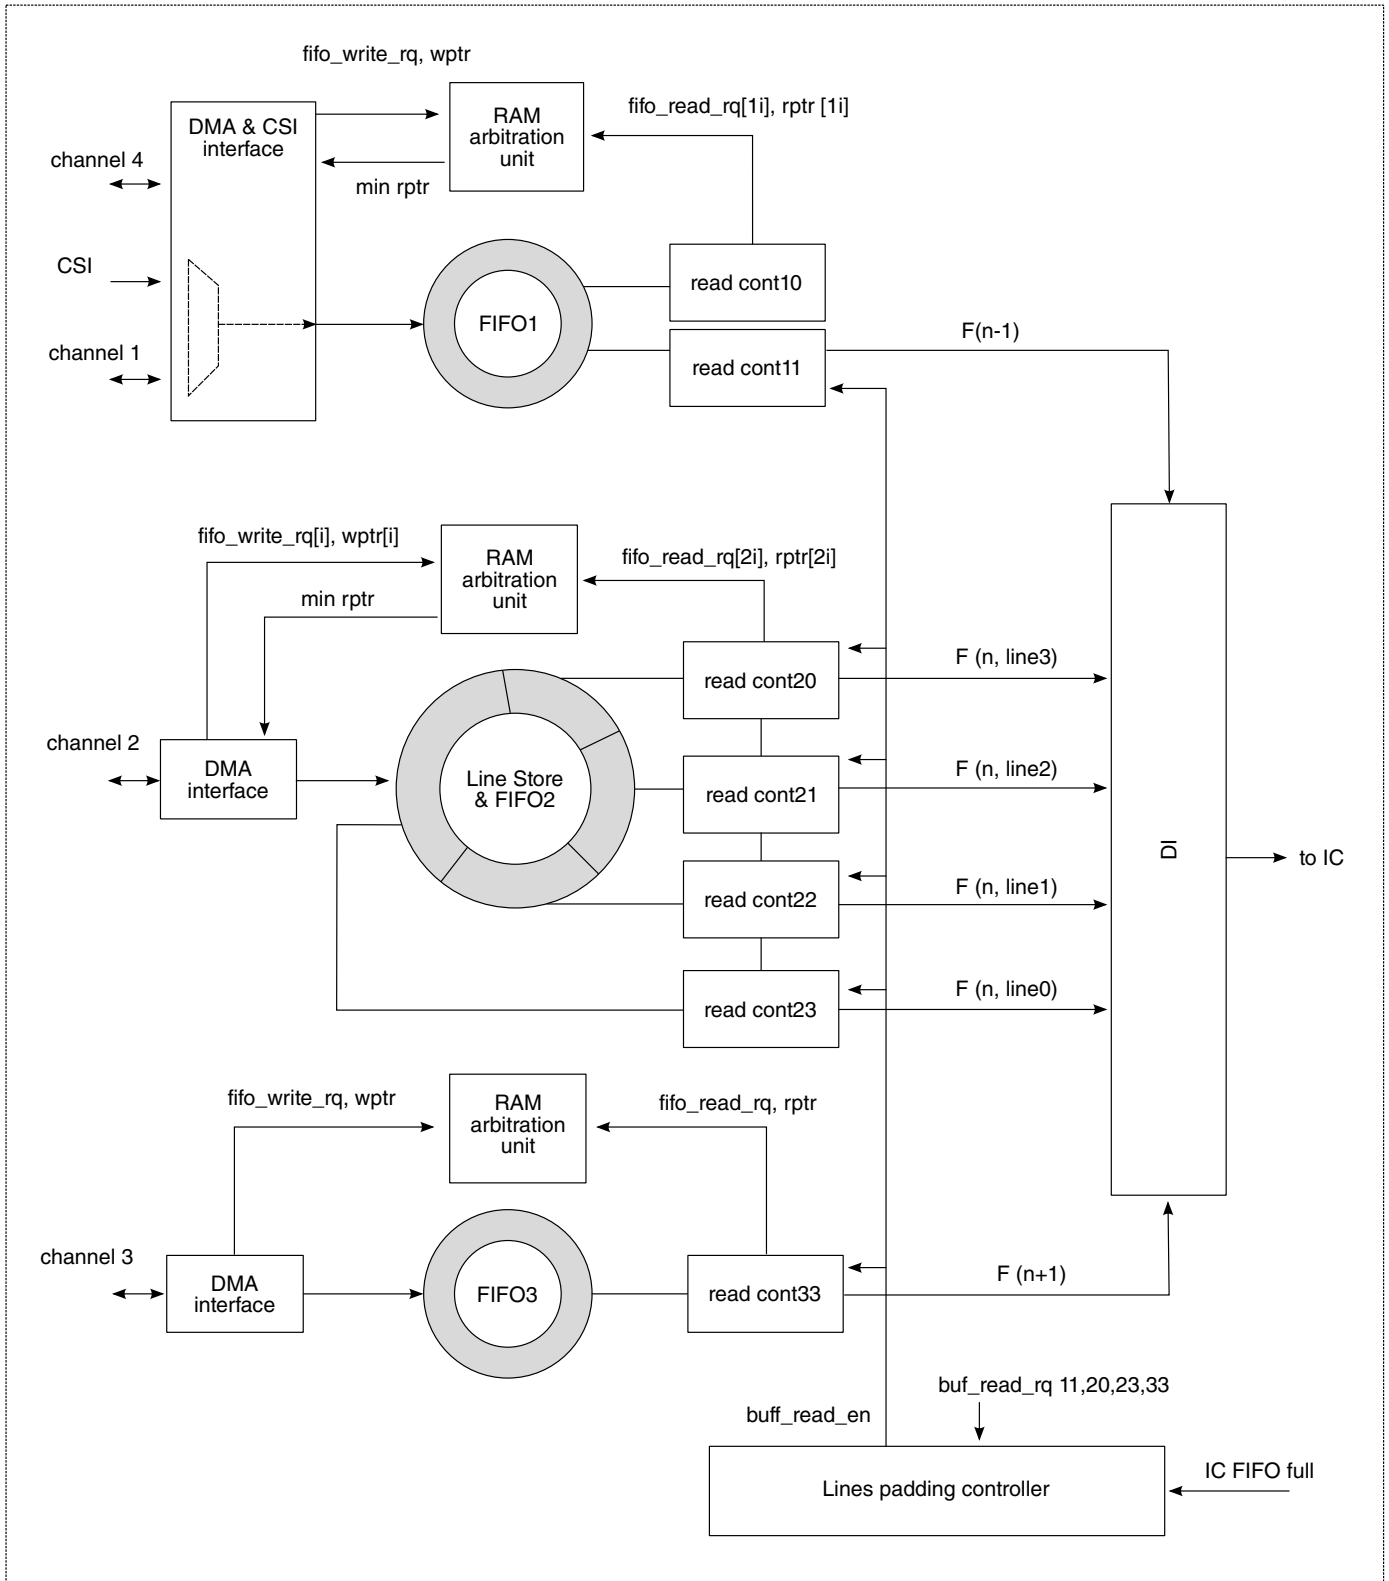 fifo_write_rq, wptr
RAM
arbitration
unit
fifo_read_rq[1i], rptr [1i]
DMA & CSI
interface
channel 4
min rptr
CSI
channel 1
FIFO1
read cont10
read cont11
F(n-1)
fifo_write_rq[i], wptr[i]
RAM
arbitration
unit
fifo_read_rq[2i], rptr[2i]
min rptr
channel 2
DMA
interface
Line Store
& FIFO2
read cont20
F (n, line3)
read cont21
F (n, line2)
read cont22
F (n, line1)
read cont23
F (n, line0)
DI
to IC
fifo_write_rq, wptr
RAM
arbitration
unit
fifo_read_rq, rptr
channel 3
DMA
interface
FIFO3
read cont33
F (n+1)
buf_read_rq 11,20,23,33
buff_read_en
Lines padding controller
IC FIFO full